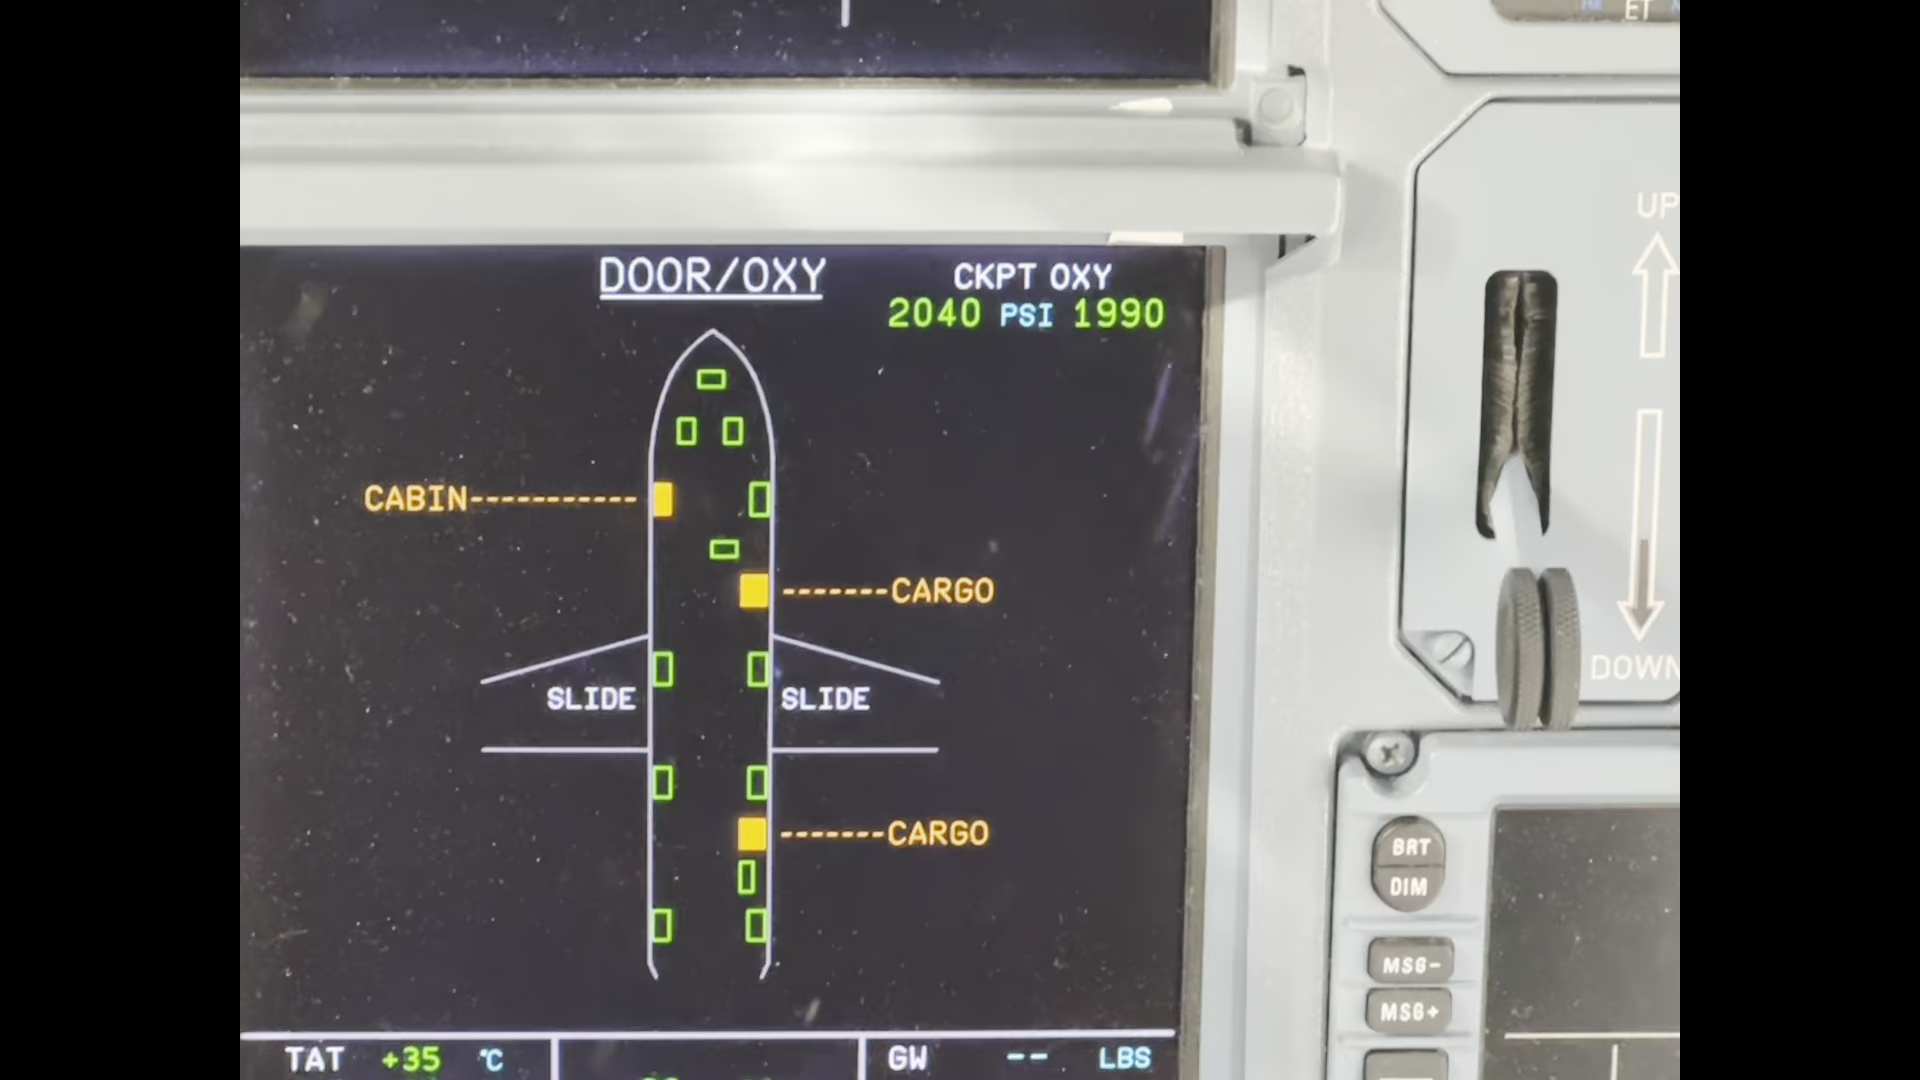 ET
UP
DOOR/OXY
CKPT OXY
2040 PSI 1990
CABIN-----------
-------CARGO
SLIDE
SLIDE
DOWN
-------CARGO
BRT
DIM
MSG-
MSG+
TAT +35 °C
GW -- LBS